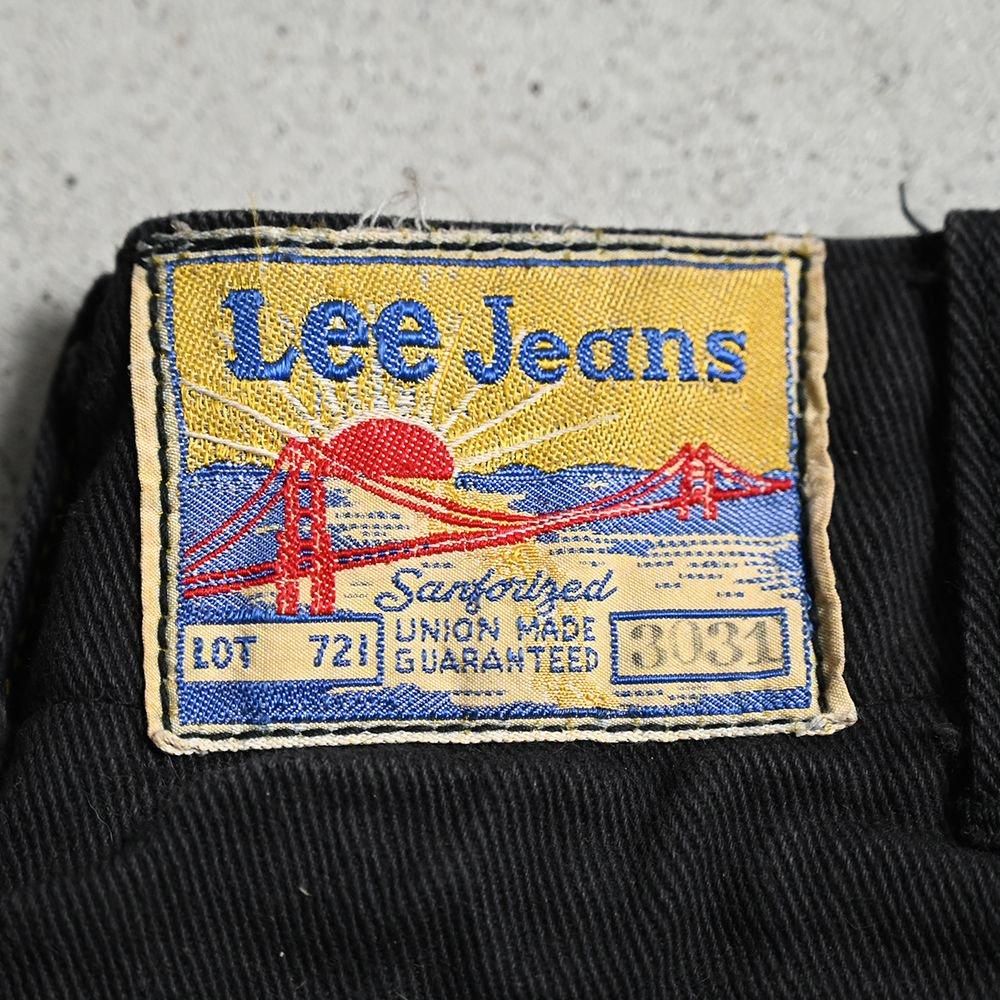 Lee Jeans
Sanforized
UNION MADE
GUARANTEED
LOT 721
3031